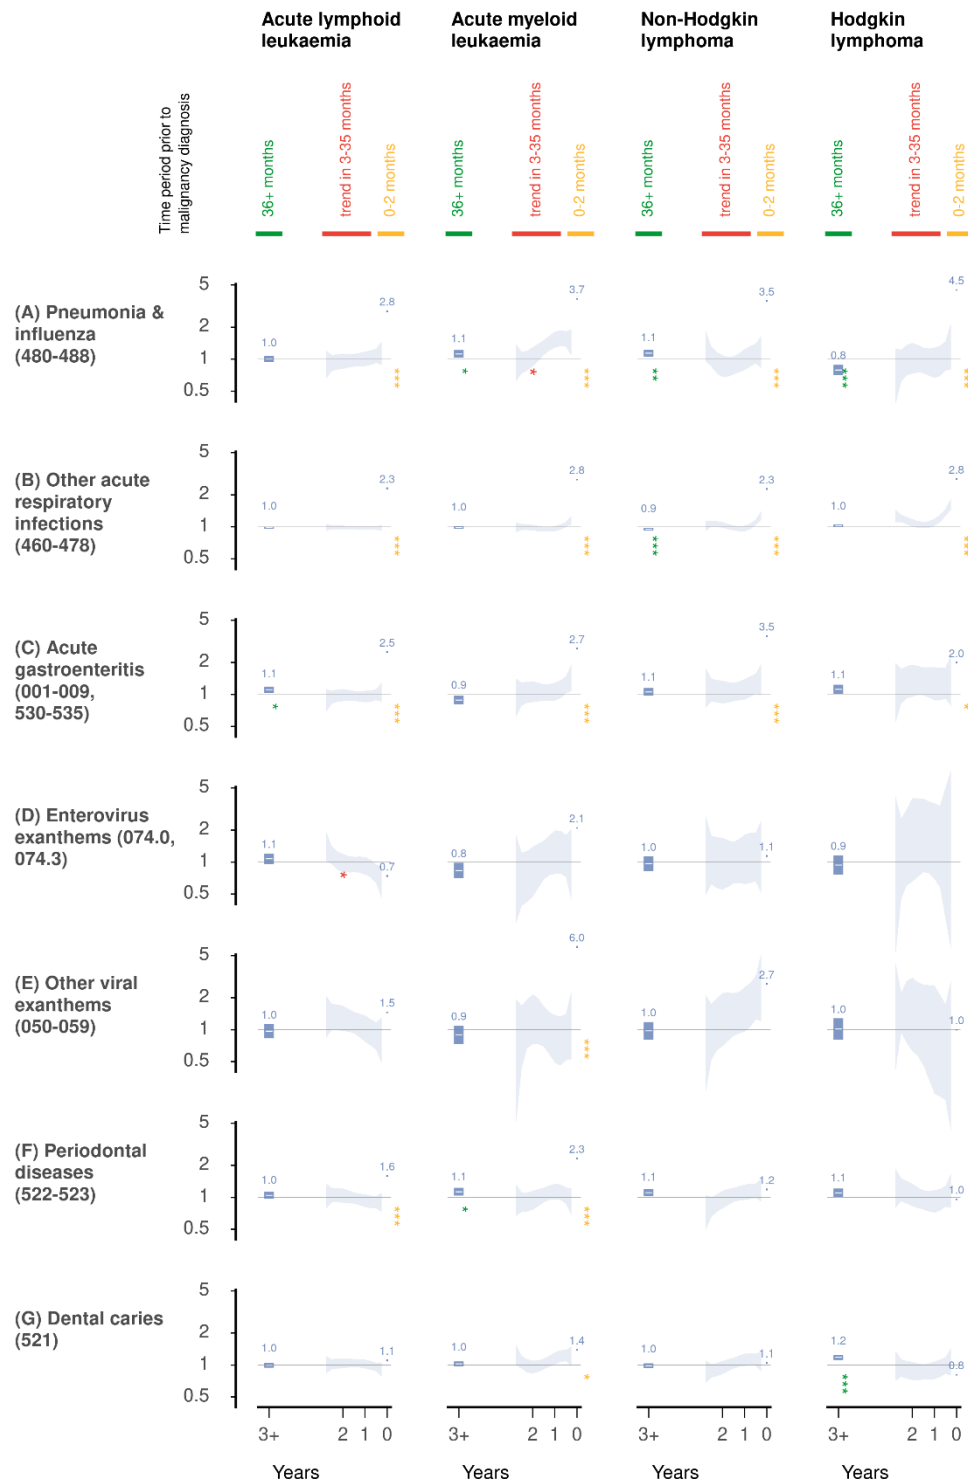 Acute lymphoid
leukaemia
Acute myeloid
leukaemia
Non-Hodgkin
lymphoma
Hodgkin
lymphoma
Time period prior to
malignancy diagnosis
36+ months
trend in 3-35 months
0-2 months
36+ months
trend in 3-35 months
0-2 months
36+ months
trend in 3-35 months
0-2 months
36+ months
trend in 3-35 months
0-2 months
(A) Pneumonia &
influenza
(480-488)
5
2
1
0.5
1.0
2.8
***
1.1
*
*
3.7
***
1.1
**
3.5
***
0.8
***
4.5
***
(B) Other acute
respiratory
infections
(460-478)
5
2
1
0.5
1.0
2.3
***
1.0
2.8
***
0.9
***
2.3
***
1.0
2.8
***
(C) Acute
gastroenteritis
(001-009,
530-535)
5
2
1
0.5
1.1
*
2.5
***
0.9
2.7
***
1.1
3.5
***
1.1
2.0
*
(D) Enterovirus
exanthems (074.0,
074.3)
5
2
1
0.5
1.1
*
0.7
0.8
2.1
1.0
1.1
0.9
(E) Other viral
exanthems
(050-059)
5
2
1
0.5
1.0
1.5
0.9
6.0
***
1.0
2.7
1.0
1.0
(F) Periodontal
diseases
(522-523)
5
2
1
0.5
1.0
1.6
***
1.1
*
2.3
***
1.1
1.2
1.1
1.0
(G) Dental caries
(521)
5
2
1
0.5
1.0
1.1
1.0
1.4
*
1.0
1.1
1.2
***
0.8
3+ 2 1 0
3+ 2 1 0
3+ 2 1 0
3+ 2 1 0
Years
Years
Years
Years